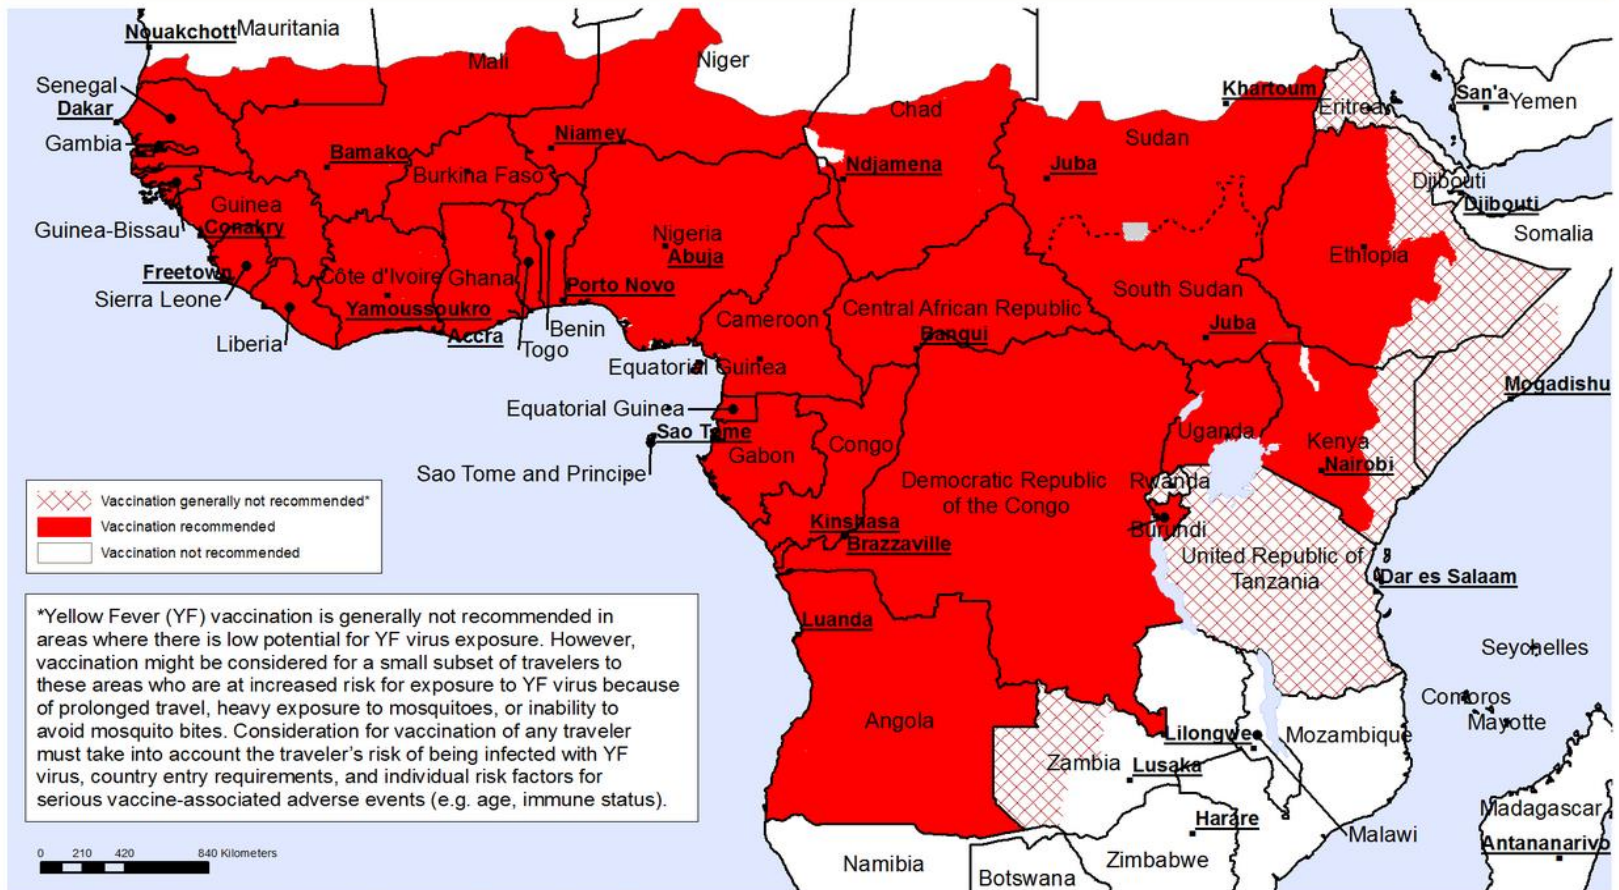 Nouakchott Mauritania
Mali
Niger
Senegal
Dakar
Gambia
Khartoum
Eritrea
San'a Yemen
Chad
Sudan
Niamey
Bamako
Burkina Faso
Ndjamena
Juba
Djibouti
Djibouti
Guinea
Conakry
Guinea-Bissau
Nigeria
Abuja
Somalia
Ethiopia
Freetown
Sierra Leone
Côte d'Ivoire Ghana
Yamoussoukro
Porto Novo
Central African Republic
South Sudan
Cameroon
Bangui
Juba
Liberia
Accra
Benin
Togo
Equatorial Guinea
Mogadishu
Equatorial Guinea
Sao Tome
Gabon
Congo
Uganda
Kenya
Nairobi
Sao Tome and Principe
Democratic Republic
of the Congo
Rwanda
Vaccination generally not recommended*
Vaccination recommended
Vaccination not recommended
Kinshasa
Brazzaville
Burundi
United Republic of
Tanzania
Dar es Salaam
Luanda
*Yellow Fever (YF) vaccination is generally not recommended in
areas where there is low potential for YF virus exposure. However,
vaccination might be considered for a small subset of travelers to
these areas who are at increased risk for exposure to YF virus because
of prolonged travel, heavy exposure to mosquitoes, or inability to
avoid mosquito bites. Consideration for vaccination of any traveler
must take into account the traveler's risk of being infected with YF
virus, country entry requirements, and individual risk factors for
serious vaccine-associated adverse events (e.g. age, immune status).
Seychelles
Comoros
Mayotte
Angola
Lilongwe
Mozambique
Zambia
Lusaka
Madagascar
Harare
Malawi
Antananarivo
Namibia
Botswana
Zimbabwe
0 210 420 840 Kilometers